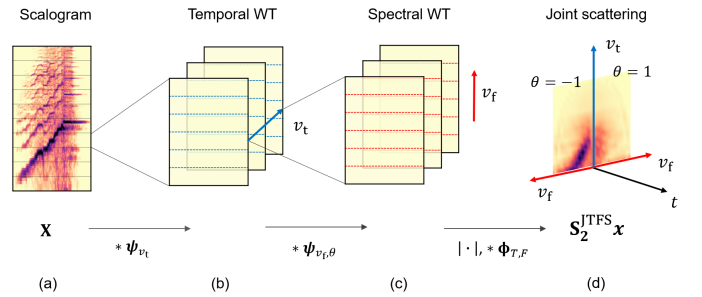 Scalogram Temporal WT Spectral WT Joint scattering
v_t
θ = −1 θ = 1
v_t v_f
v_f v_f
t
X S_2^JTFS x
∗ ψ_{v_t} ∗ ψ_{v_f,θ} | · |, ∗ ϕ_{T,F}
(a) (b) (c) (d)